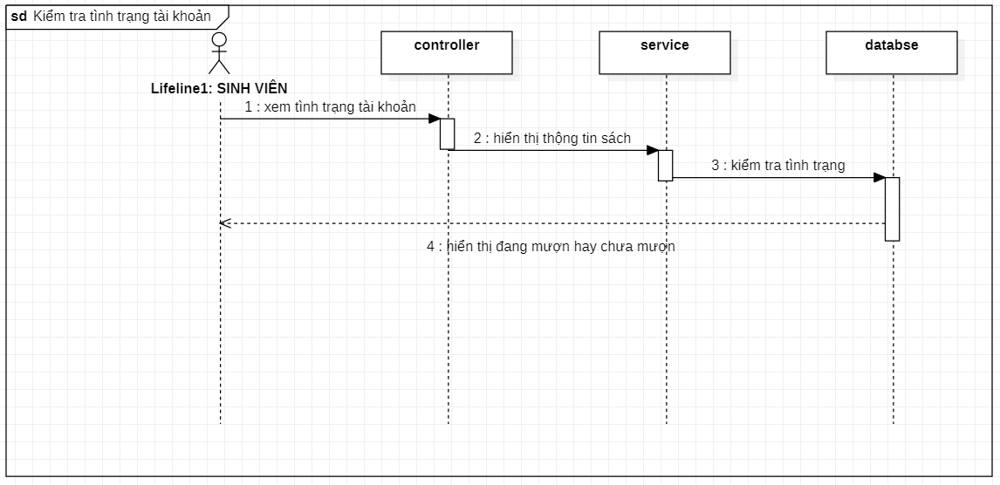 sd Kiểm tra tình trạng tài khoản
controller
service
databse
Lifeline1: SINH VIÊN
1 : xem tình trạng tài khoản
2 : hiển thị thộng tin sách
3 : kiểm tra tình trạng
4 : hiển thị đang mượn hay chưa mượn